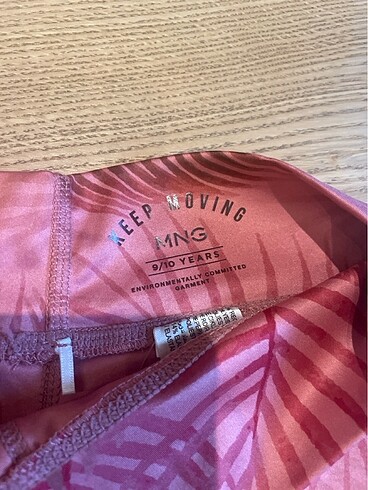 KEEP MOVING
MNG
9/10 YEARS
ENVIRONMENTALLY COMMITTED
GARMENT